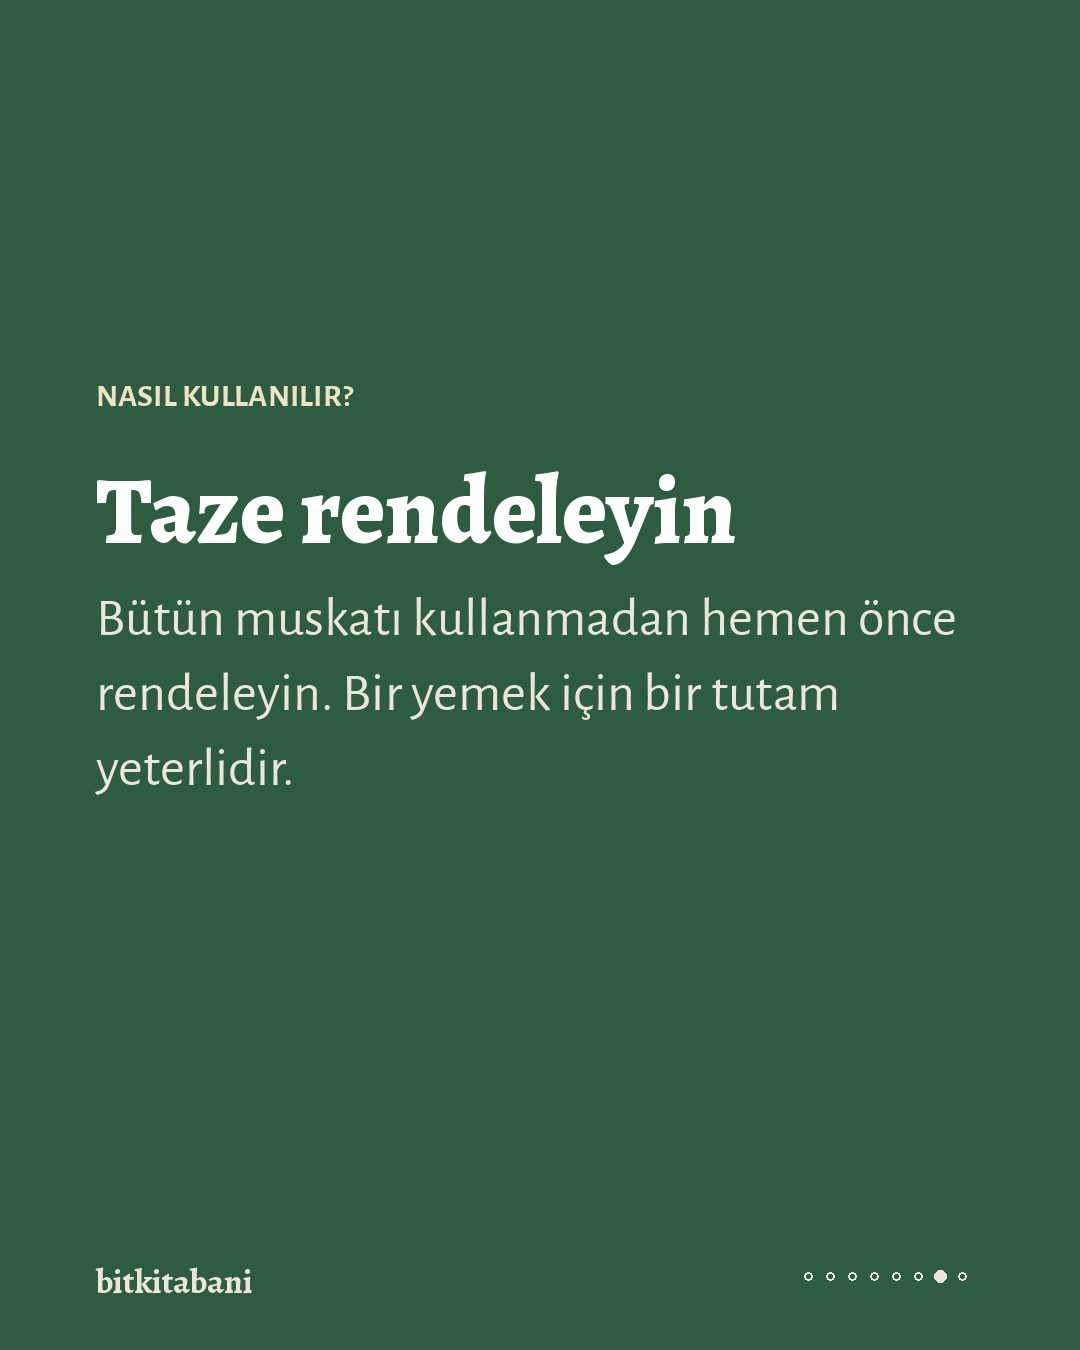 NASIL KULLANILIR?
Taze rendeleyin
Bütün muskatı kullanmadan hemen önce
rendeleyin. Bir yemek için bir tutam
yeterlidir.
bitkitabani